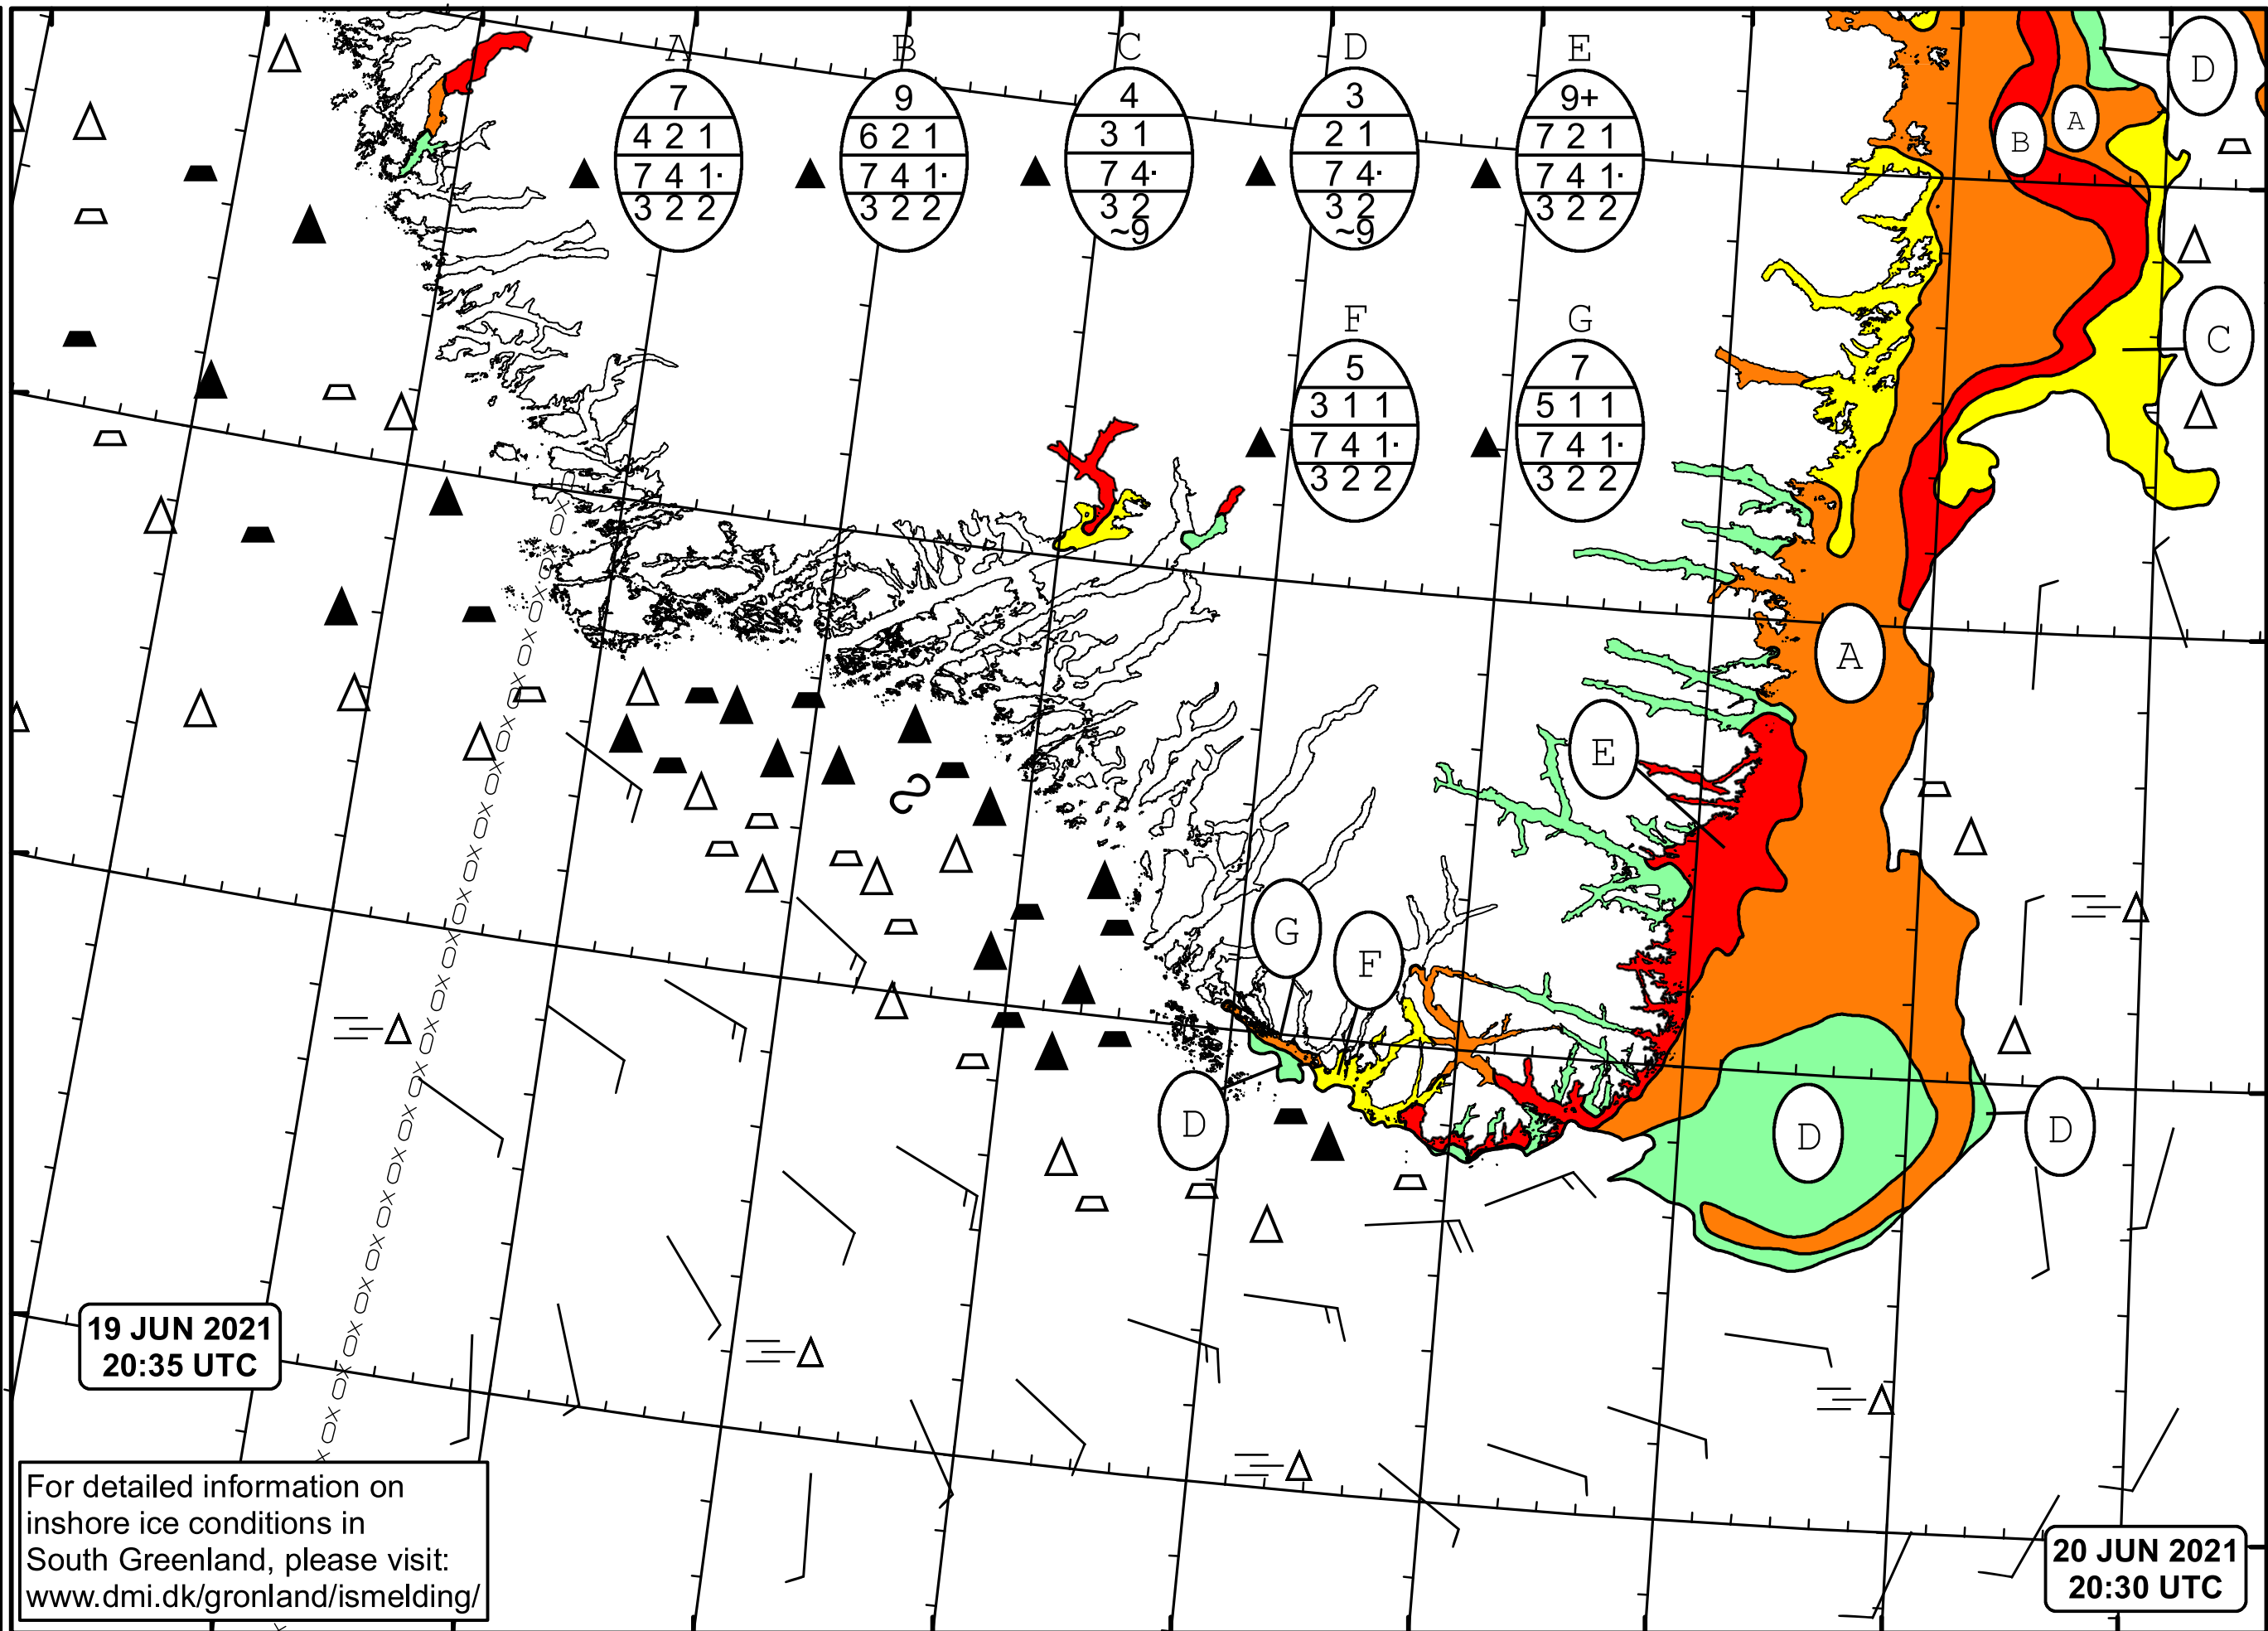 A B C D E
7 9 4 3 9+
4 2 1 6 2 1 3 1 2 1 7 2 1
7 4 1· 7 4 1· 7 4· 7 4· 7 4 1·
3 2 2 3 2 2 3 2 3 2 3 2 2
~9 ~9
F G
5 7
3 1 1 5 1 1
7 4 1· 7 4 1·
3 2 2 3 2 2
D
A
B
C
A
E
G
F
D
D
D
19 JUN 2021
20:35 UTC
For detailed information on
inshore ice conditions in
South Greenland, please visit:
www.dmi.dk/gronland/ismelding/
20 JUN 2021
20:30 UTC